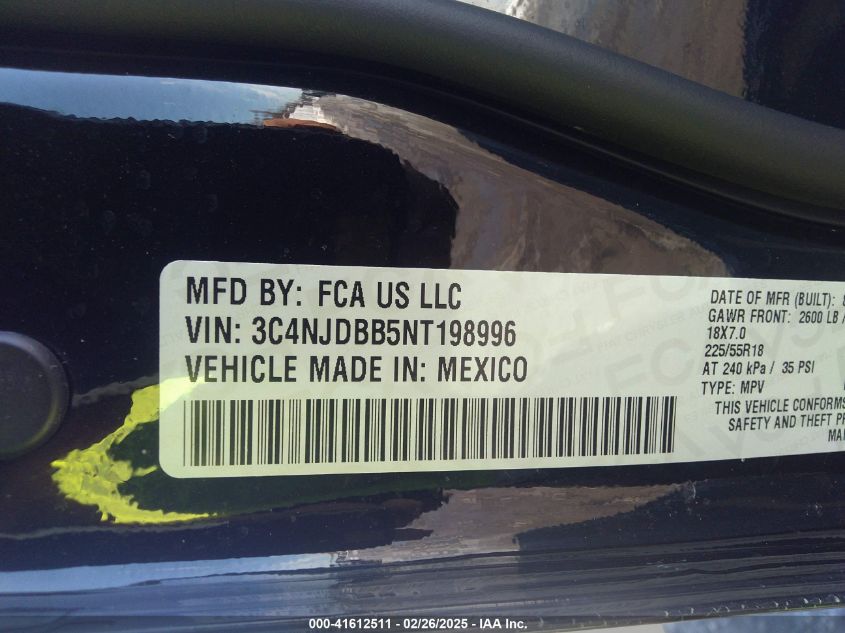 MFD BY: FCA US LLC
VIN: 3C4NJDBB5NT198996
VEHICLE MADE IN: MEXICO
DATE OF MFR (BUILT):
GAWR FRONT: 2600 LB /
18X7.0
225/55R18
AT 240 kPa / 35 PSI
TYPE: MPV
THIS VEHICLE CONFORMS
SAFETY AND THEFT
000-41612511 - 02/26/2025 - IAA Inc.